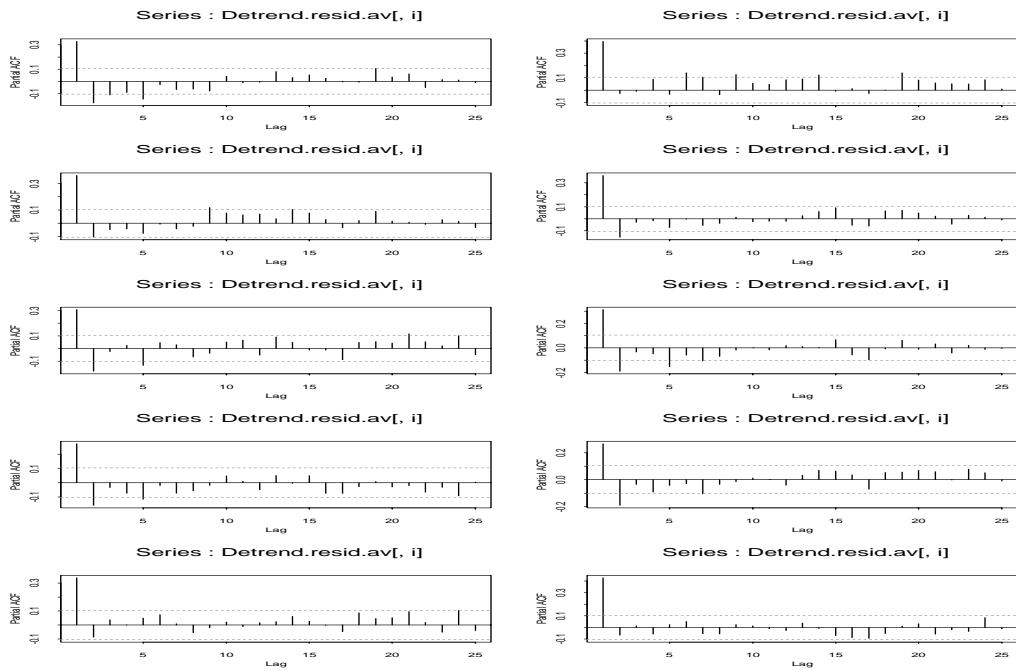 Series : Detrend.resid.av[, i]
Partial ACF
0.3
0.1
-0.1
5
10
15
20
25
Lag
Series : Detrend.resid.av[, i]
Partial ACF
0.3
0.1
-0.1
5
10
15
20
25
Lag
Series : Detrend.resid.av[, i]
Partial ACF
0.3
0.1
-0.1
5
10
15
20
25
Lag
Series : Detrend.resid.av[, i]
Partial ACF
0.3
0.1
-0.1
5
10
15
20
25
Lag
Series : Detrend.resid.av[, i]
Partial ACF
0.3
0.1
-0.1
5
10
15
20
25
Lag
Series : Detrend.resid.av[, i]
Partial ACF
0.2
0.0
-0.2
5
10
15
20
25
Lag
Series : Detrend.resid.av[, i]
Partial ACF
0.1
-0.1
5
10
15
20
25
Lag
Series : Detrend.resid.av[, i]
Partial ACF
0.2
0.0
-0.2
5
10
15
20
25
Lag
Series : Detrend.resid.av[, i]
Partial ACF
0.3
0.1
-0.1
5
10
15
20
25
Lag
Series : Detrend.resid.av[, i]
Partial ACF
0.3
0.1
-0.1
5
10
15
20
25
Lag